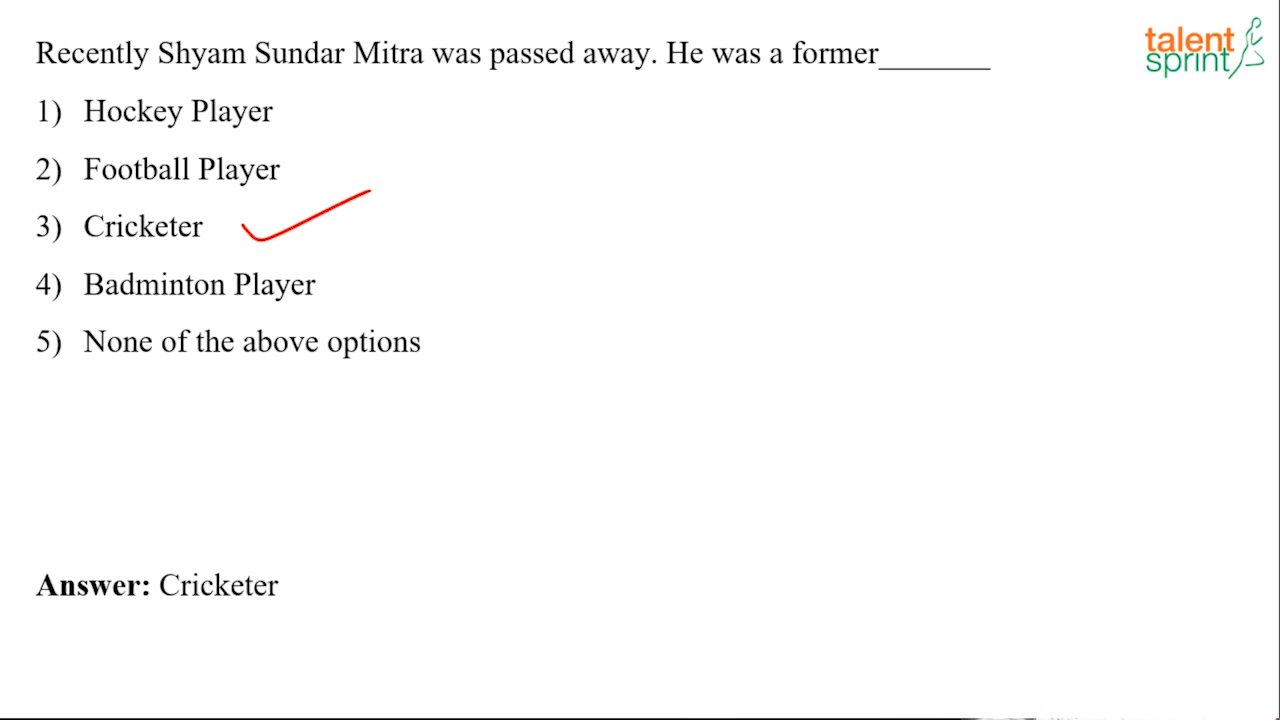 Recently Shyam Sundar Mitra was passed away. He was a former_______
talent
sprint
1) Hockey Player
2) Football Player
3) Cricketer
4) Badminton Player
5) None of the above options
Answer: Cricketer